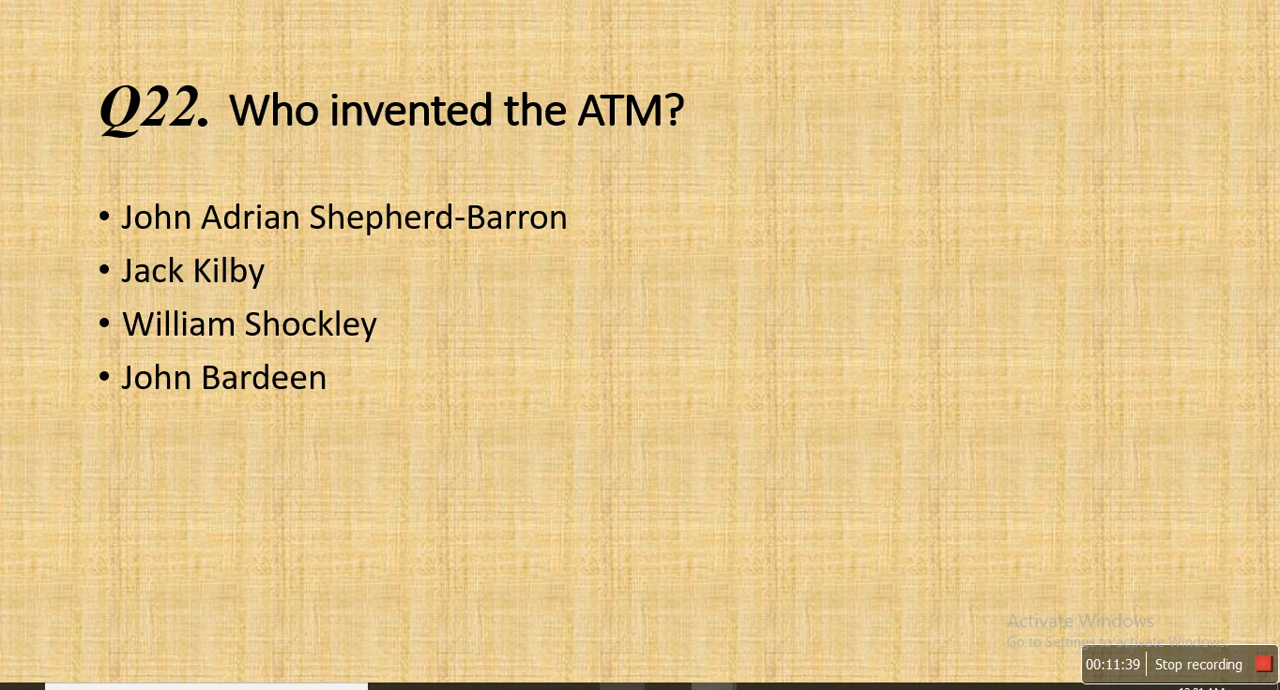 Q22. Who invented the ATM?
• John Adrian Shepherd-Barron
• Jack Kilby
• William Shockley
• John Bardeen
Activate Windows
Go to Settings to activate Windows.
00:11:39 Stop recording